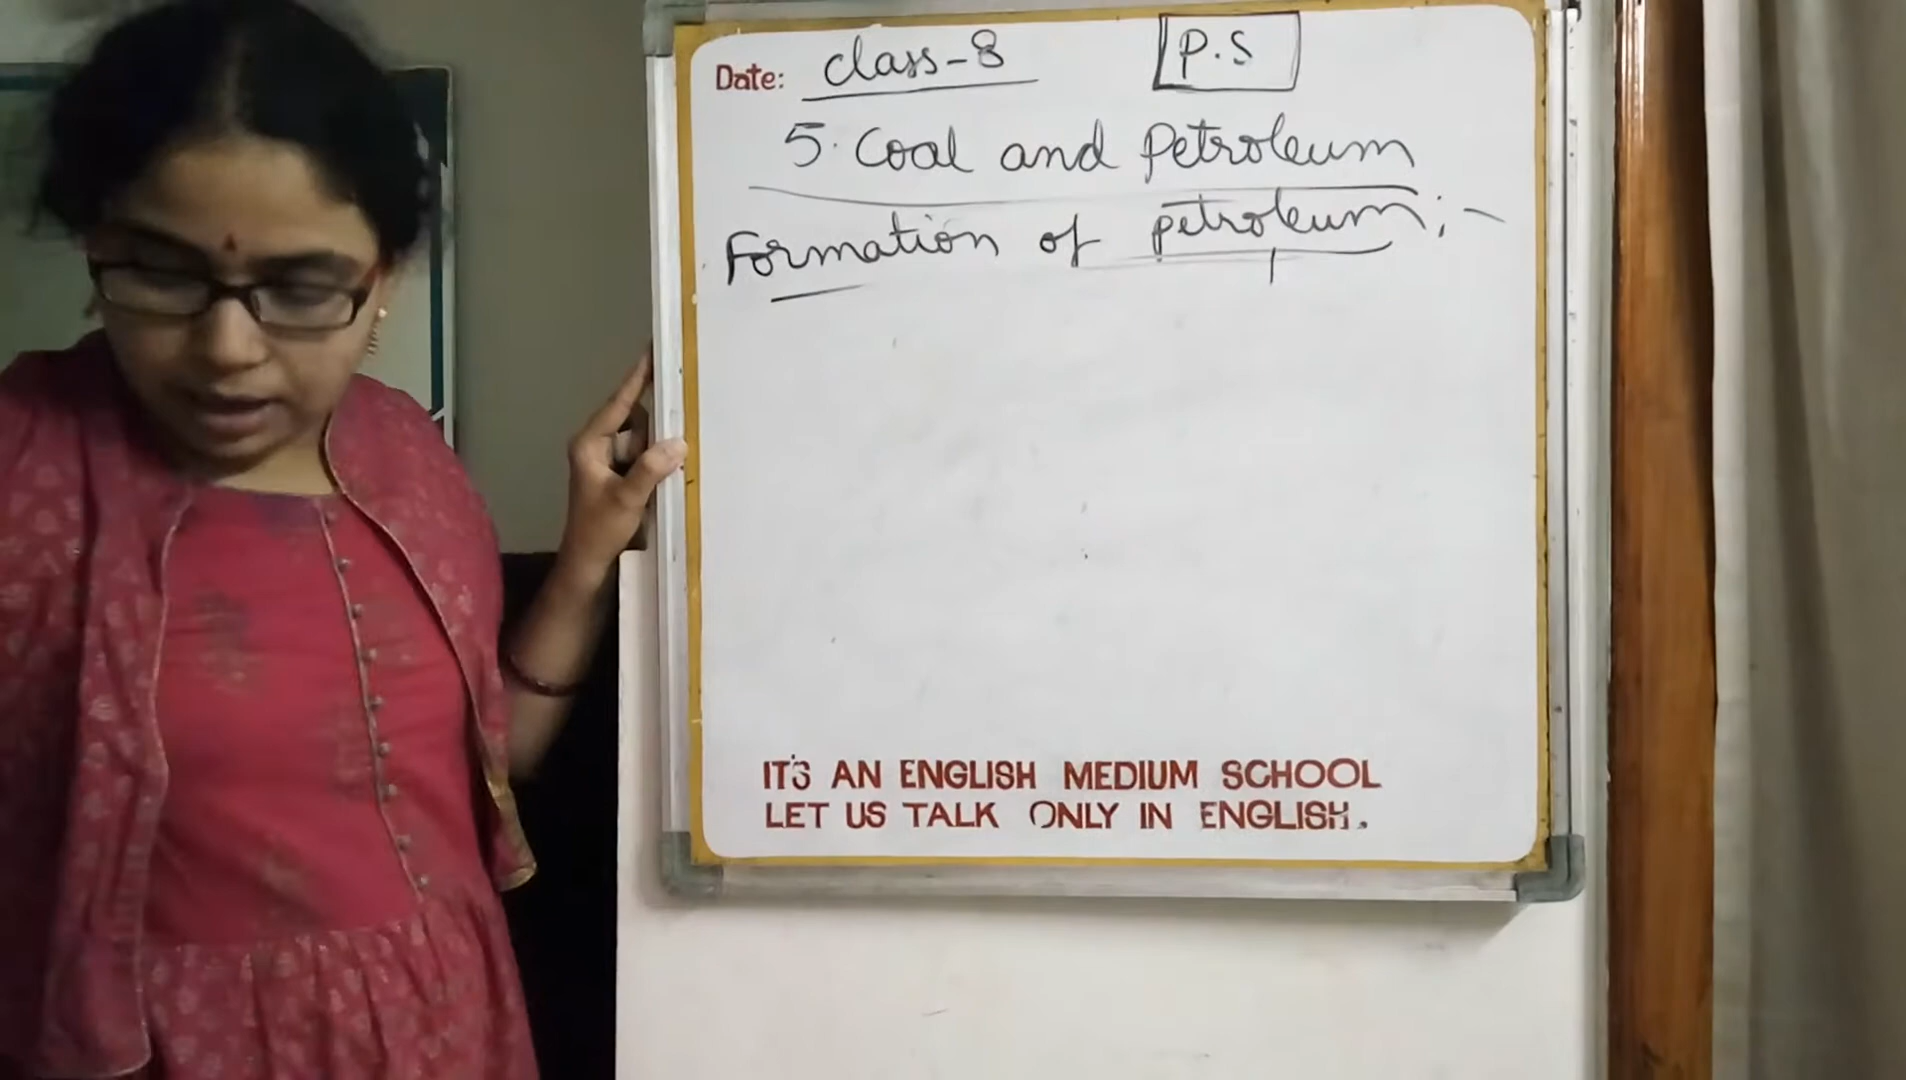 Date: class-8 P.S
5. Coal and Petroleum
Formation of petroleum;-
IT'S AN ENGLISH MEDIUM SCHOOL
LET US TALK ONLY IN ENGLISH.